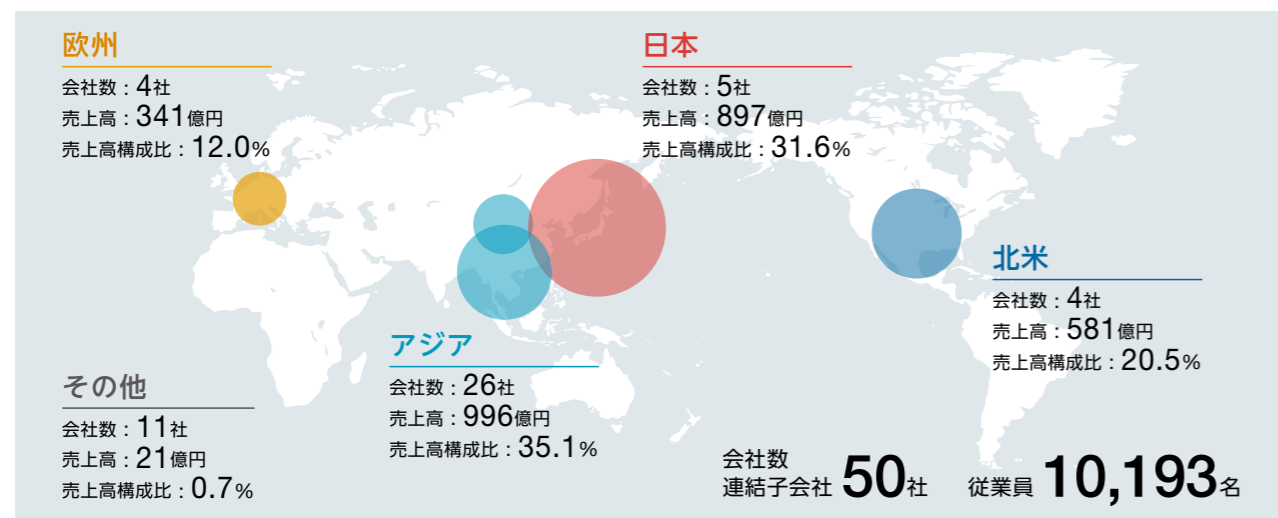 欧州
会社数：4社
売上高：341億円
売上高構成比：12.0%
日本
会社数：5社
売上高：897億円
売上高構成比：31.6%
北米
会社数：4社
売上高：581億円
売上高構成比：20.5%
アジア
会社数：26社
売上高：996億円
売上高構成比：35.1%
その他
会社数：11社
売上高：21億円
売上高構成比：0.7%
会社数
連結子会社 50社 従業員 10,193名